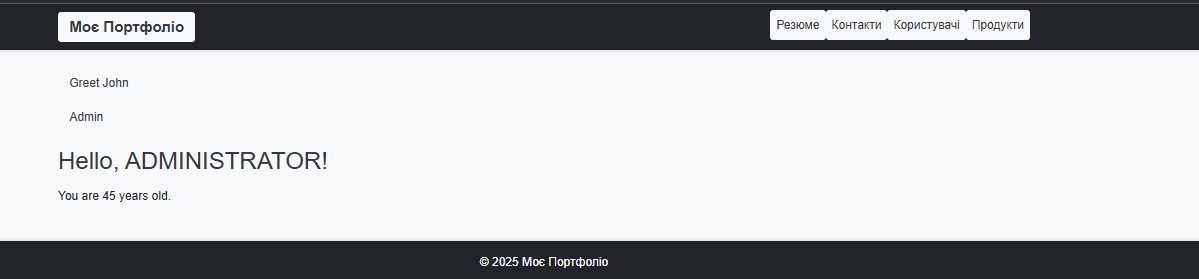 Моє Портфоліо Резюме Контакти Користувачі Продукти
Greet John
Admin
Hello, ADMINISTRATOR!
You are 45 years old.
© 2025 Моє Портфоліо